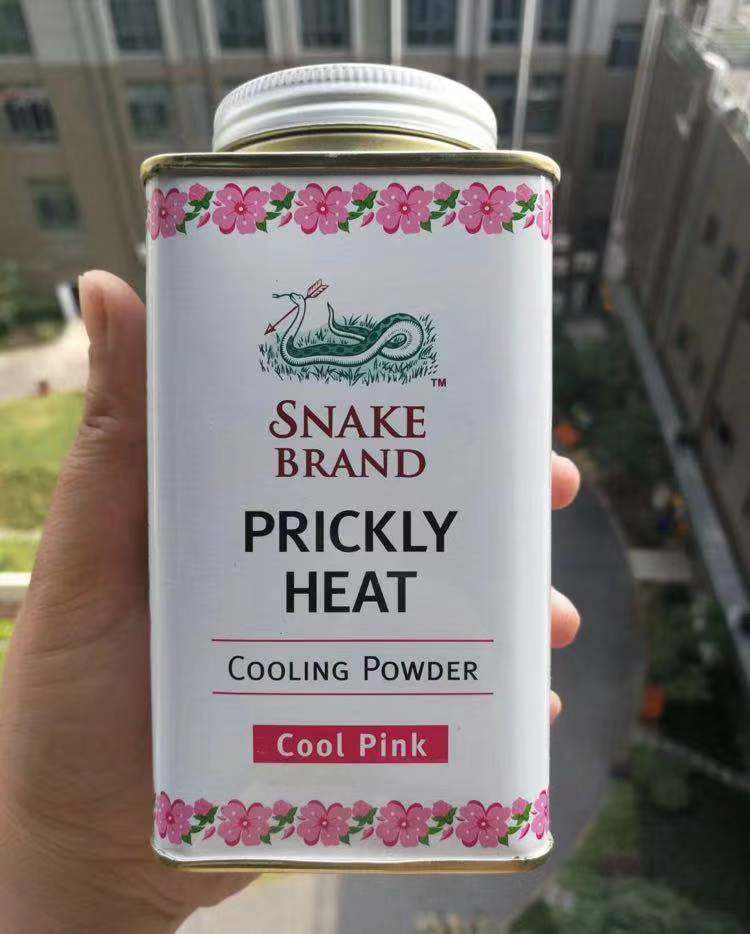 TM
SNAKE
BRAND
PRICKLY
HEAT
COOLING POWDER
Cool Pink